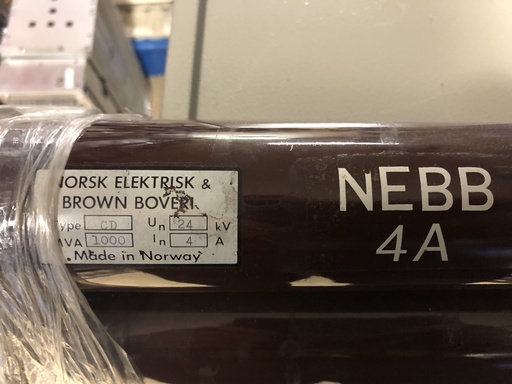 NORSK ELEKTRISK &
BROWN BOVERI
Type CD Un 24 kV
MVA 1000 In 4 A
Made in Norway
NEBB
4A